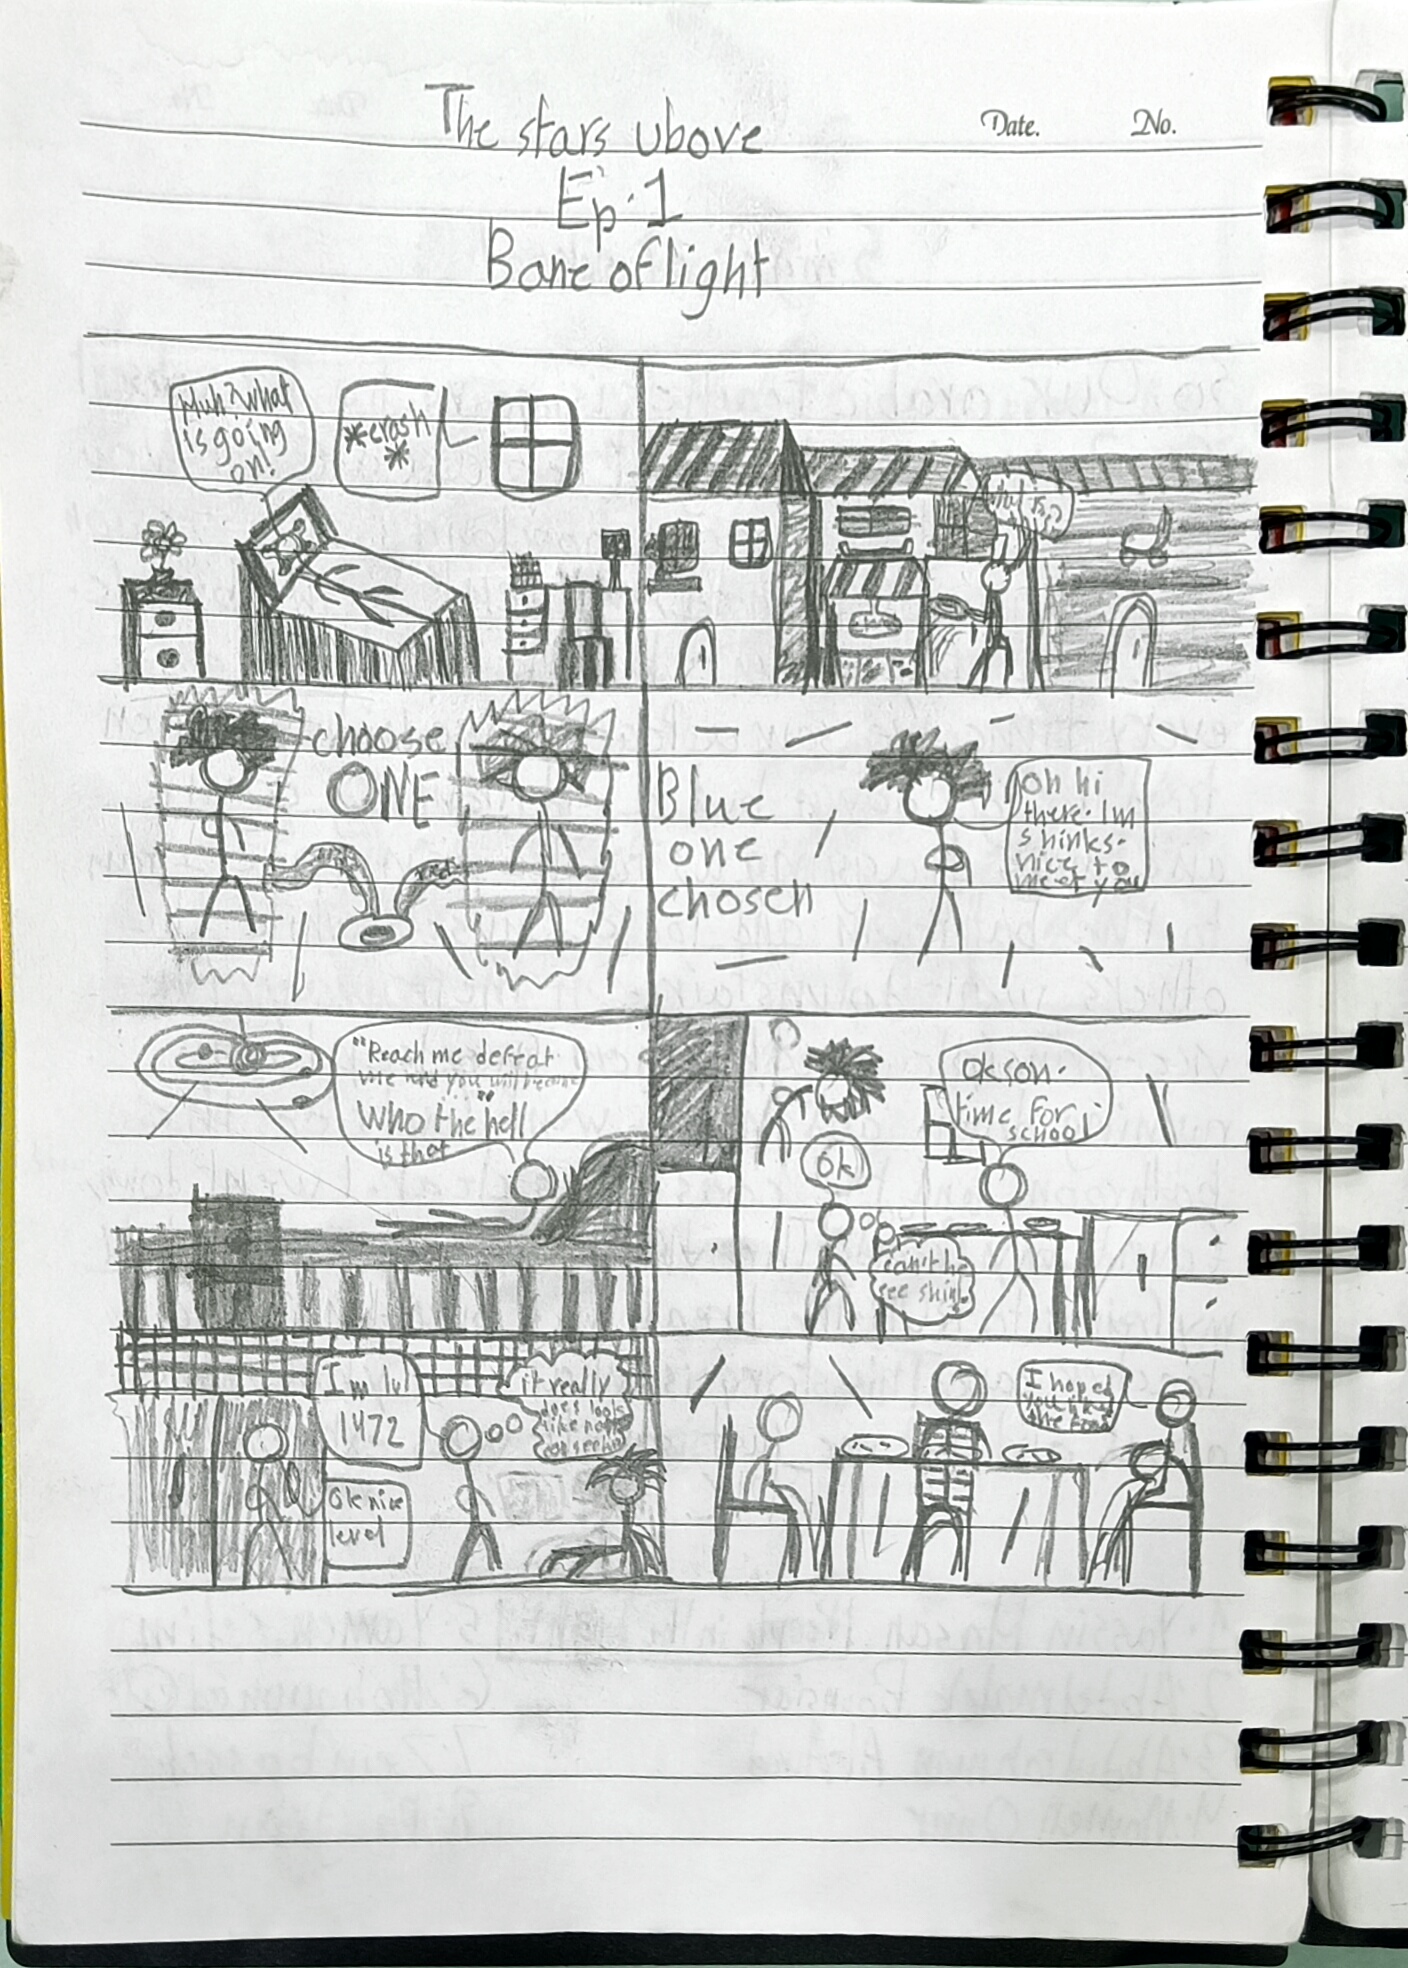 The stars ubove
Date. No.
Ep.1
Bane of light
Huh? what
is going
on!
*crash
*
choose
ONE
red
Blue
one
chosen
Oh hi
there. Im
shinks.
nice to
meet you
"Reach me defeat
me and you will become
"
Who the hell
is that
Ok son.
time for
school
Ok
can't he
see shinks
I'm lvl
1472
Ok nice
level
it really
does look
like nobody
can see him
I hoped
you like
the food